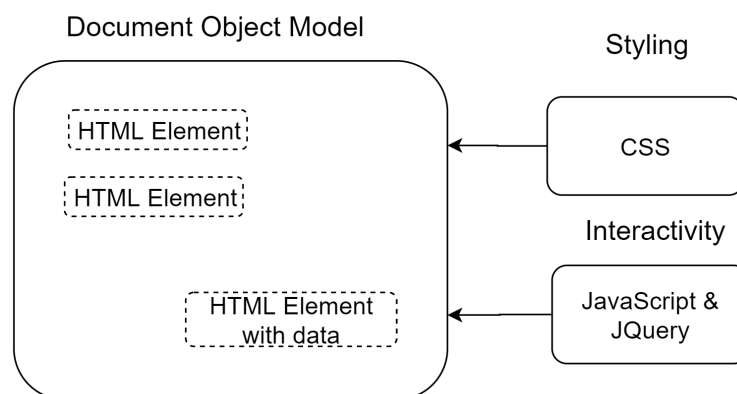 Document Object Model
Styling
HTML Element
CSS
HTML Element
Interactivity
HTML Element
with data
JavaScript &
JQuery